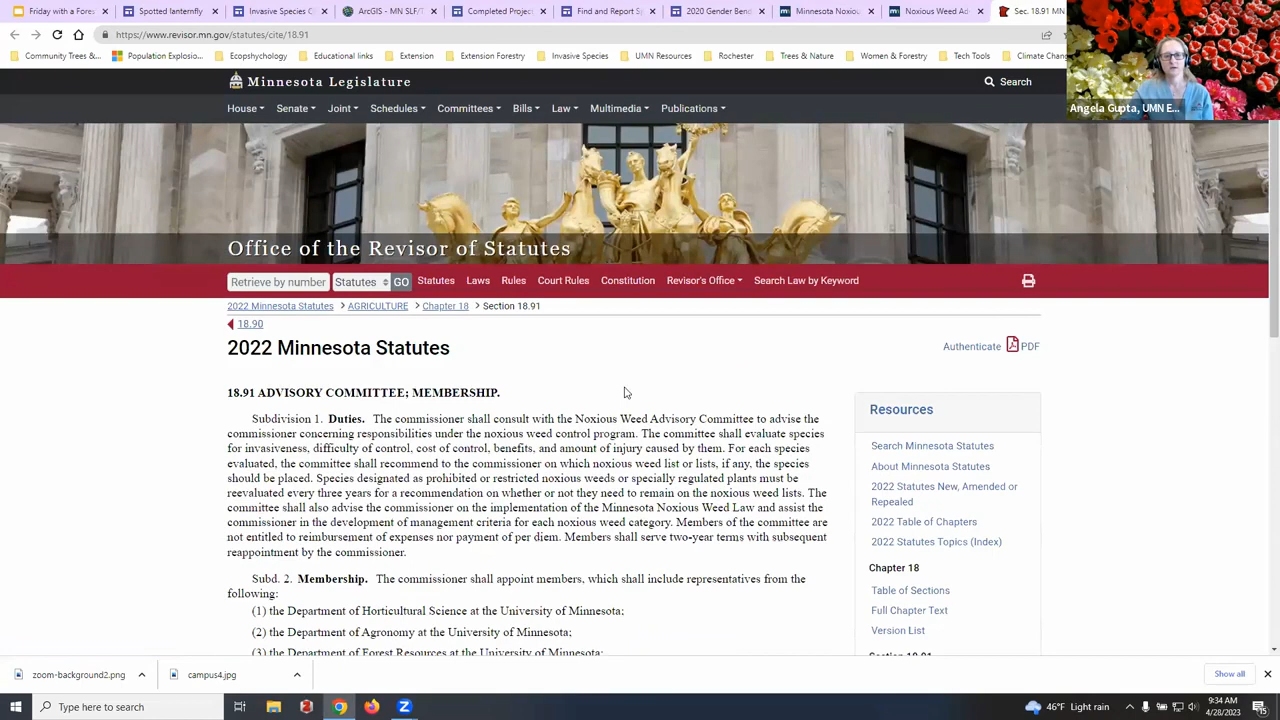 Friday with a Fores
Spotted lanternfly
Invasive Species C
ArcGIS - MN SLF/T
Completed Project
Find and Report Sp
2020 Gender Bend
Minnesota Noxiou
Noxious Weed Ad
Sec. 18.91 MN
https://www.revisor.mn.gov/statutes/cite/18.91
Community Trees &...
Population Explosio...
Ecopsychology
Educational links
Extension
Extension Forestry
Invasive Species
UMN Resources
Rochester
Trees & Nature
Women & Forestry
Tech Tools
Climate Chan
Angela Gupta, UMN E...
Minnesota Legislature
Search
House
Senate
Joint
Schedules
Committees
Bills
Law
Multimedia
Publications
Office of the Revisor of Statutes
Retrieve by number
Statutes
GO
Statutes
Laws
Rules
Court Rules
Constitution
Revisor's Office
Search Law by Keyword
2022 Minnesota Statutes > AGRICULTURE > Chapter 18 > Section 18.91
18.90
2022 Minnesota Statutes
Authenticate
PDF
18.91 ADVISORY COMMITTEE; MEMBERSHIP.
Subdivision 1. Duties. The commissioner shall consult with the Noxious Weed Advisory Committee to advise the
commissioner concerning responsibilities under the noxious weed control program. The committee shall evaluate species
for invasiveness, difficulty of control, cost of control, benefits, and amount of injury caused by them. For each species
evaluated, the committee shall recommend to the commissioner on which noxious weed list or lists, if any, the species
should be placed. Species designated as prohibited or restricted noxious weeds or specially regulated plants must be
reevaluated every three years for a recommendation on whether or not they need to remain on the noxious weed lists. The
committee shall also advise the commissioner on the implementation of the Minnesota Noxious Weed Law and assist the
commissioner in the development of management criteria for each noxious weed category. Members of the committee are
not entitled to reimbursement of expenses nor payment of per diem. Members shall serve two-year terms with subsequent
reappointment by the commissioner.
Subd. 2. Membership. The commissioner shall appoint members, which shall include representatives from the
following:
(1) the Department of Horticultural Science at the University of Minnesota;
(2) the Department of Agronomy at the University of Minnesota;
(3) the Department of Forest Resources at the University of Minnesota;
Resources
Search Minnesota Statutes
About Minnesota Statutes
2022 Statutes New, Amended or
Repealed
2022 Table of Chapters
2022 Statutes Topics (Index)
Chapter 18
Table of Sections
Full Chapter Text
Version List
Section 18.91
zoom-background2.png
campus4.jpg
Show all
Type here to search
46°F Light rain
9:34 AM
4/28/2023
15